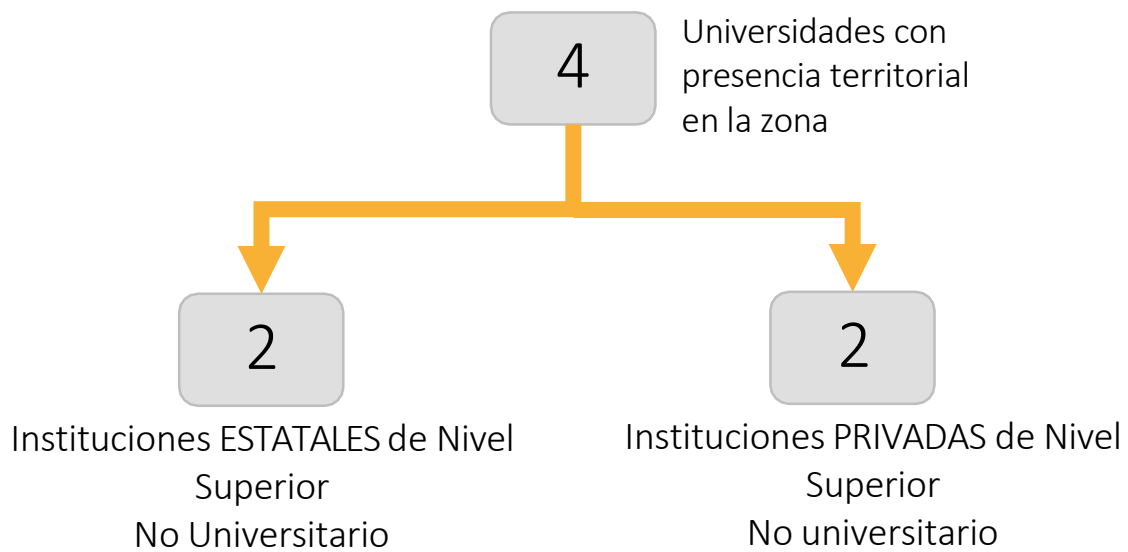 4
Universidades con
presencia territorial
en la zona
2
Instituciones ESTATALES de Nivel
Superior
No Universitario
2
Instituciones PRIVADAS de Nivel
Superior
No universitario